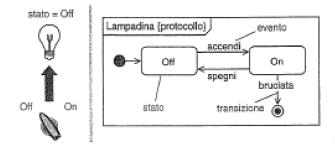 stato = Off
Off On
Lampadina {protocollo}
evento
accendi
Off
On
spegni
bruciata
stato
transizione